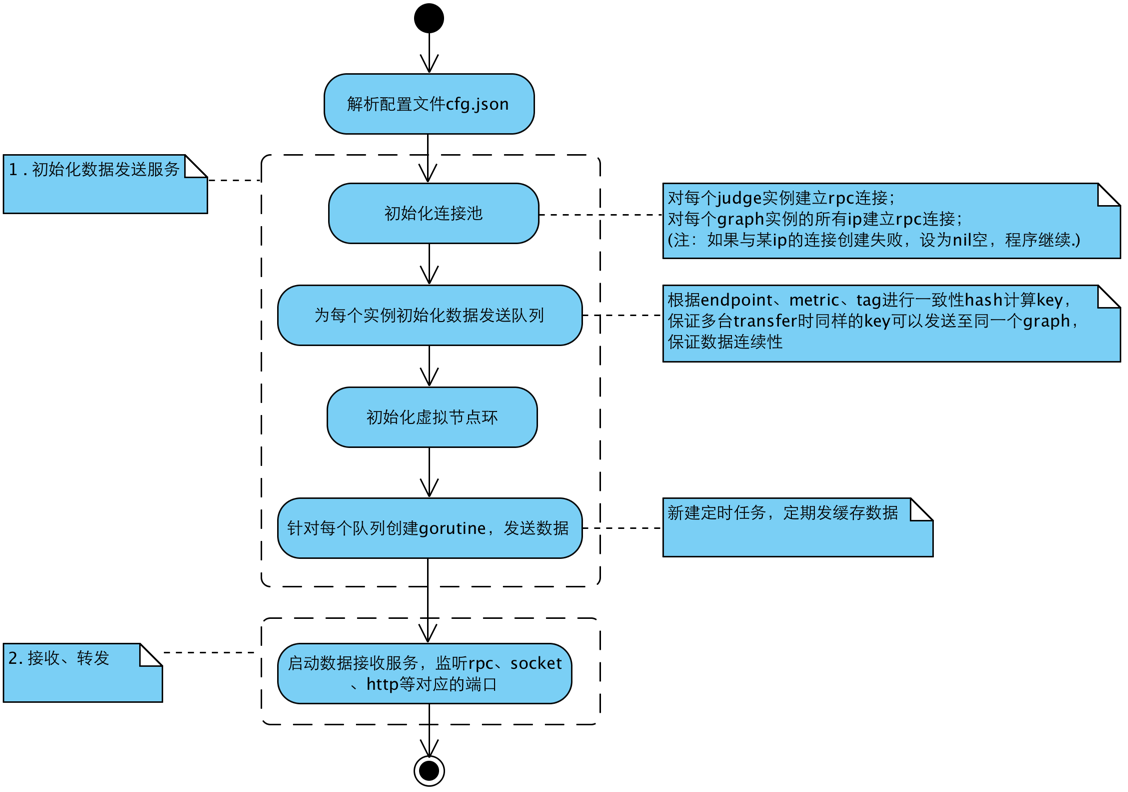 解析配置文件cfg.json
1 . 初始化数据发送服务
初始化连接池
对每个judge实例建立rpc连接；
对每个graph实例的所有ip建立rpc连接；
(注：如果与某ip的连接创建失败，设为nil空，程序继续.)
为每个实例初始化数据发送队列
根据endpoint、metric、tag进行一致性hash计算key，
保证多台transfer时同样的key可以发送至同一个graph，
保证数据连续性
初始化虚拟节点环
针对每个队列创建gorutine，发送数据
新建定时任务，定期发缓存数据
2. 接收、转发
启动数据接收服务，监听rpc、socket
、http等对应的端口